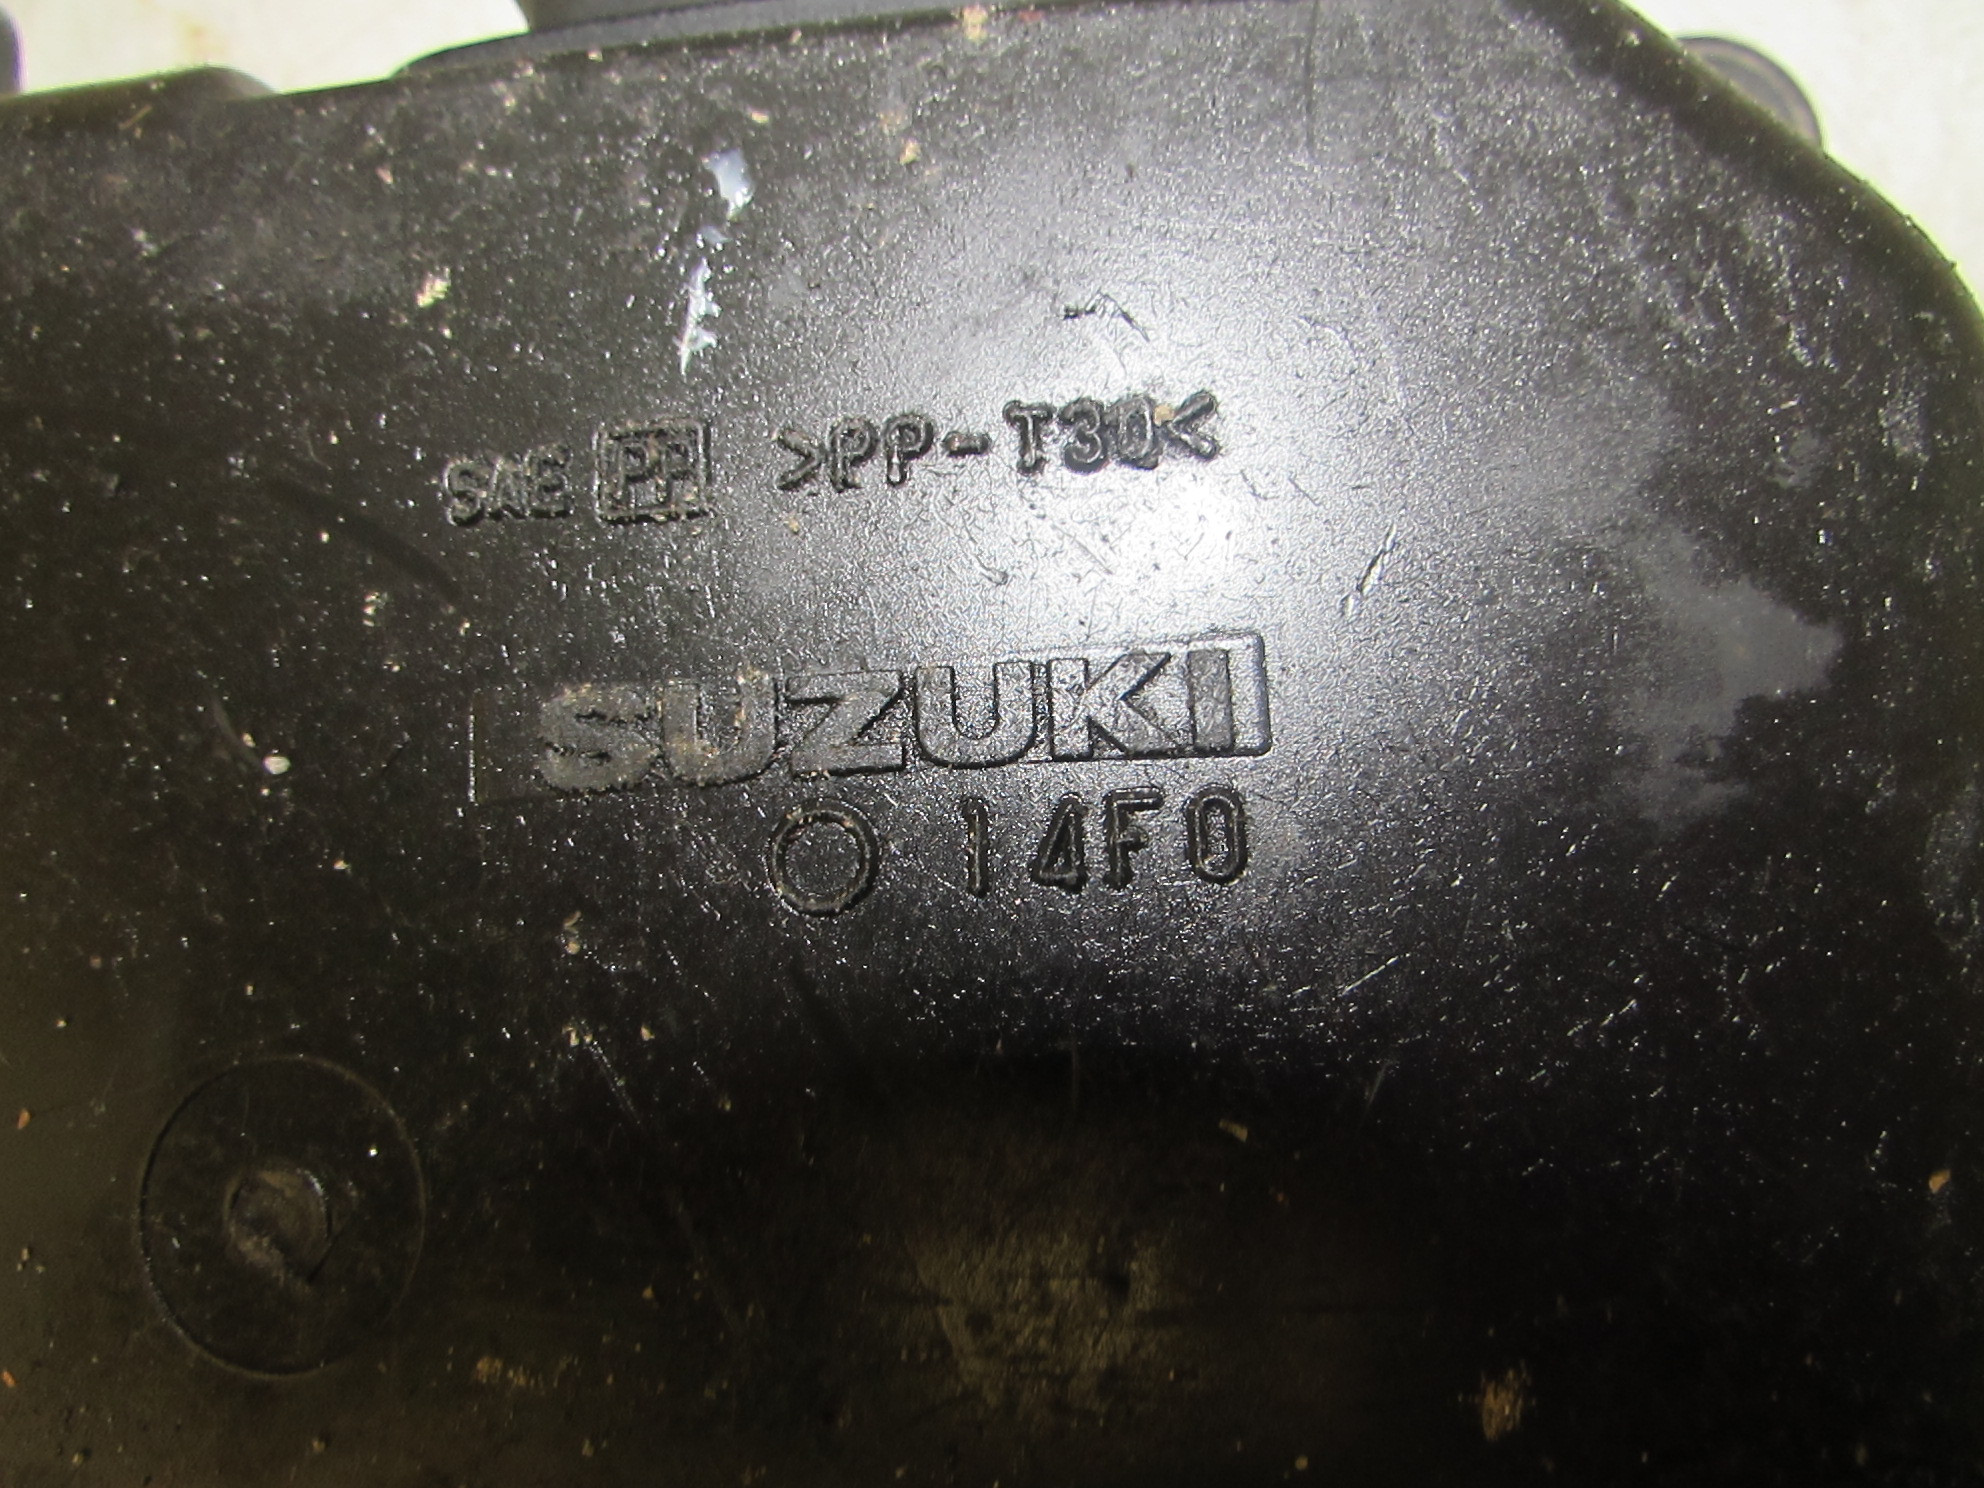 SAE PP >PP-T30<
SUZUKI
14F0